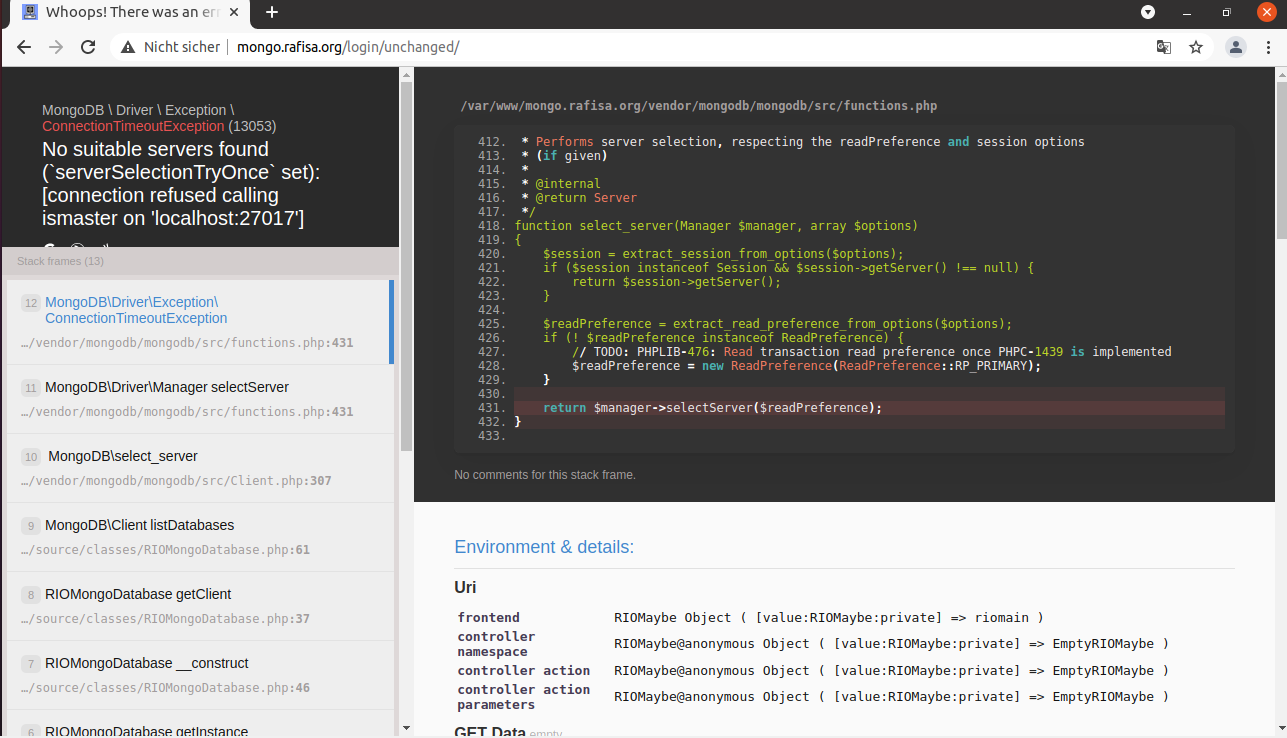 Whoops! There was an err
Nicht sicher mongo.rafisa.org/login/unchanged/
MongoDB \ Driver \ Exception \
ConnectionTimeoutException (13053)
No suitable servers found
(`serverSelectionTryOnce` set):
[connection refused calling
ismaster on 'localhost:27017']
Stack frames (13)
12 MongoDB\Driver\Exception\
ConnectionTimeoutException
…/vendor/mongodb/mongodb/src/functions.php:431
11 MongoDB\Driver\Manager selectServer
…/vendor/mongodb/mongodb/src/functions.php:431
10 MongoDB\select_server
…/vendor/mongodb/mongodb/src/Client.php:307
9 MongoDB\Client listDatabases
…/source/classes/RIOMongoDatabase.php:61
8 RIOMongoDatabase getClient
…/source/classes/RIOMongoDatabase.php:37
7 RIOMongoDatabase __construct
…/source/classes/RIOMongoDatabase.php:46
6 RIOMongoDatabase getInstance
/var/www/mongo.rafisa.org/vendor/mongodb/mongodb/src/functions.php
412. * Performs server selection, respecting the readPreference and session options
413. * (if given)
414. *
415. * @internal
416. * @return Server
417. */
418. function select_server(Manager $manager, array $options)
419. {
420. $session = extract_session_from_options($options);
421. if ($session instanceof Session && $session->getServer() !== null) {
422. return $session->getServer();
423. }
424.
425. $readPreference = extract_read_preference_from_options($options);
426. if (! $readPreference instanceof ReadPreference) {
427. // TODO: PHPLIB-476: Read transaction read preference once PHPC-1439 is implemented
428. $readPreference = new ReadPreference(ReadPreference::RP_PRIMARY);
429. }
430.
431. return $manager->selectServer($readPreference);
432. }
433.
No comments for this stack frame.
Environment & details:
Uri
frontend RIOMaybe Object ( [value:RIOMaybe:private] => riomain )
controller
namespace RIOMaybe@anonymous Object ( [value:RIOMaybe:private] => EmptyRIOMaybe )
controller action RIOMaybe@anonymous Object ( [value:RIOMaybe:private] => EmptyRIOMaybe )
controller action
parameters RIOMaybe@anonymous Object ( [value:RIOMaybe:private] => EmptyRIOMaybe )
GET Data empty